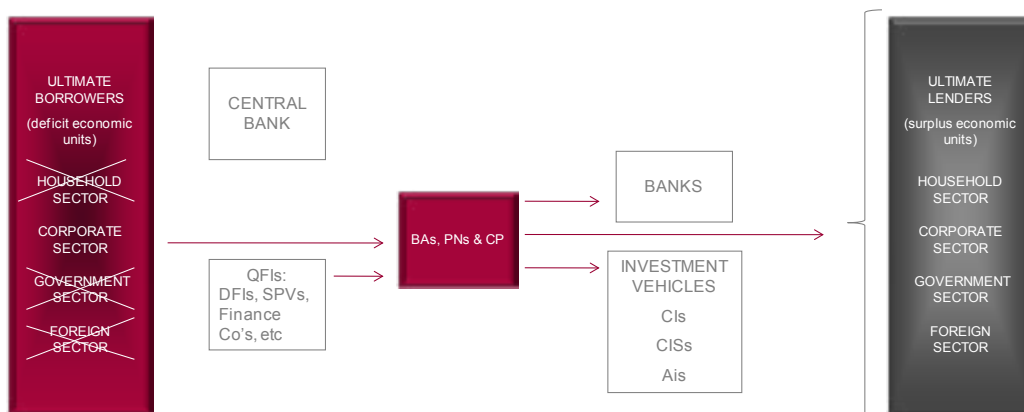 ULTIMATE
BORROWERS
(deficit economic
units)
HOUSEHOLD
SECTOR
CORPORATE
SECTOR
GOVERNMENT
SECTOR
FOREIGN
SECTOR
CENTRAL
BANK
QFIs:
DFIs, SPVs,
Finance
Co's, etc
BAs, PNs & CP
BANKS
INVESTMENT
VEHICLES
CIs
CISs
Ais
ULTIMATE
LENDERS
(surplus economic
units)
HOUSEHOLD
SECTOR
CORPORATE
SECTOR
GOVERNMENT
SECTOR
FOREIGN
SECTOR